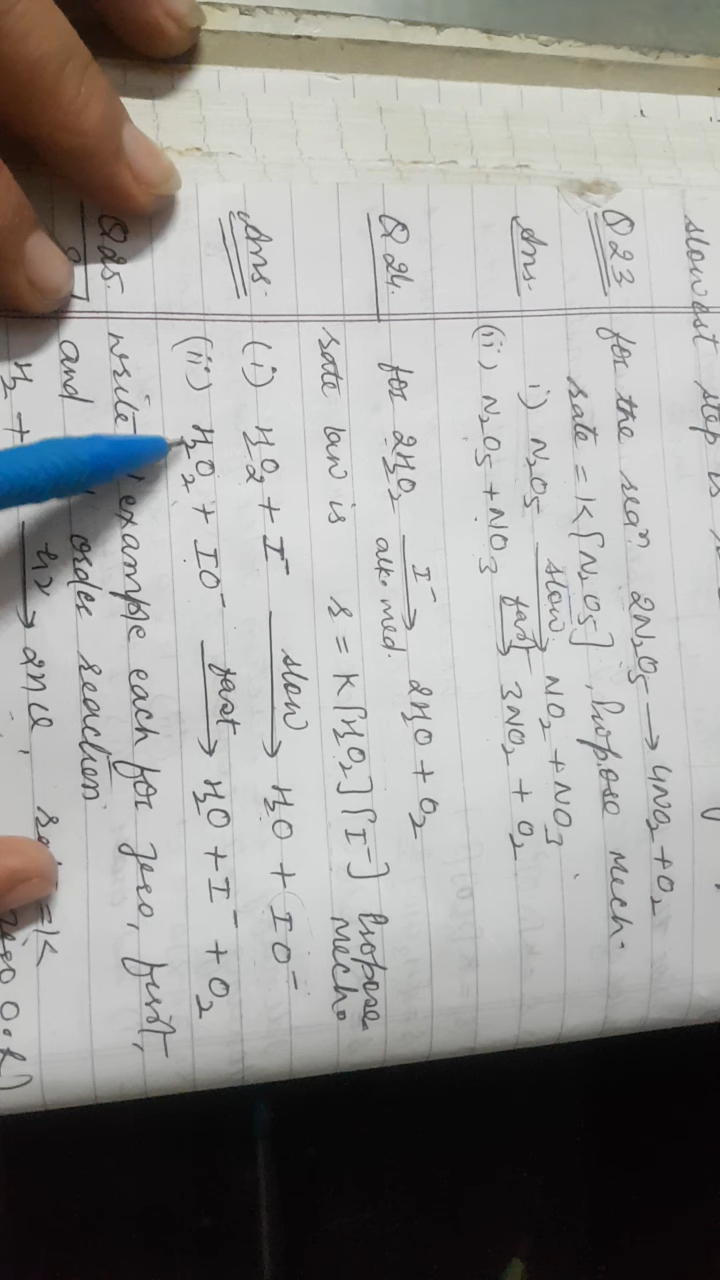 slowest step is
Q23 for the reaⁿ. 2N₂O₅ → 4NO₂ + O₂
rate = K[N₂O₅], Propose mech.
Ans. i) N₂O₅ slow→ NO₂ + NO₃
(ii) N₂O₅ + NO₃ fast→ 3NO₂ + O₂
Q24. for 2H₂O₂ I⁻→ alk. med. 2H₂O + O₂
rate law is r = K[H₂O₂][I⁻] Propose mech.
Ans. (i) H₂O₂ + I⁻ slow→ H₂O + IO⁻
(ii) H₂O₂ + IO⁻ fast→ H₂O + I⁻ + O₂
Q25. write example each for zero, first,
and order reaction
H₂ + hν→ 2HCl, = K